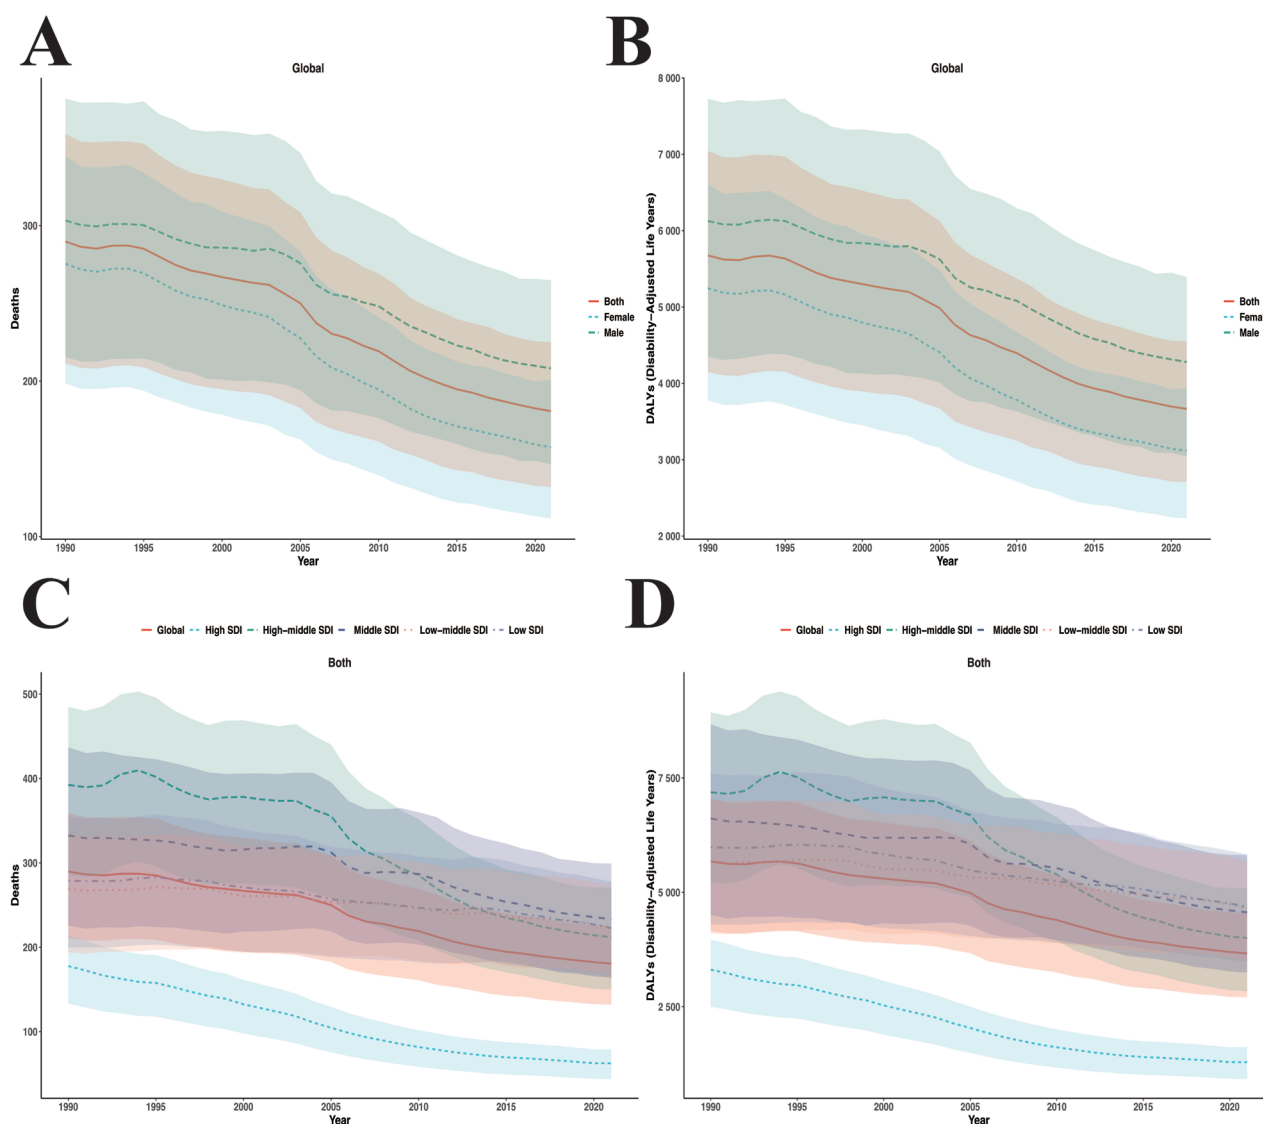 A
Global
Deaths
300
200
100
1990 1995 2000 2005 2010 2015 2020
Year
Both
Female
Male
B
Global
DALYs (Disability−Adjusted Life Years)
8 000
7 000
6 000
5 000
4 000
3 000
2 000
1990 1995 2000 2005 2010 2015 2020
Year
Both
Fema
Male
C
Global High SDI High−middle SDI Middle SDI Low−middle SDI Low SDI
Both
Deaths
500
400
300
200
100
1990 1995 2000 2005 2010 2015 2020
Year
D
Global High SDI High−middle SDI Middle SDI Low−middle SDI Low SDI
Both
DALYs (Disability−Adjusted Life Years)
7 500
5 000
2 500
1990 1995 2000 2005 2010 2015 2020
Year